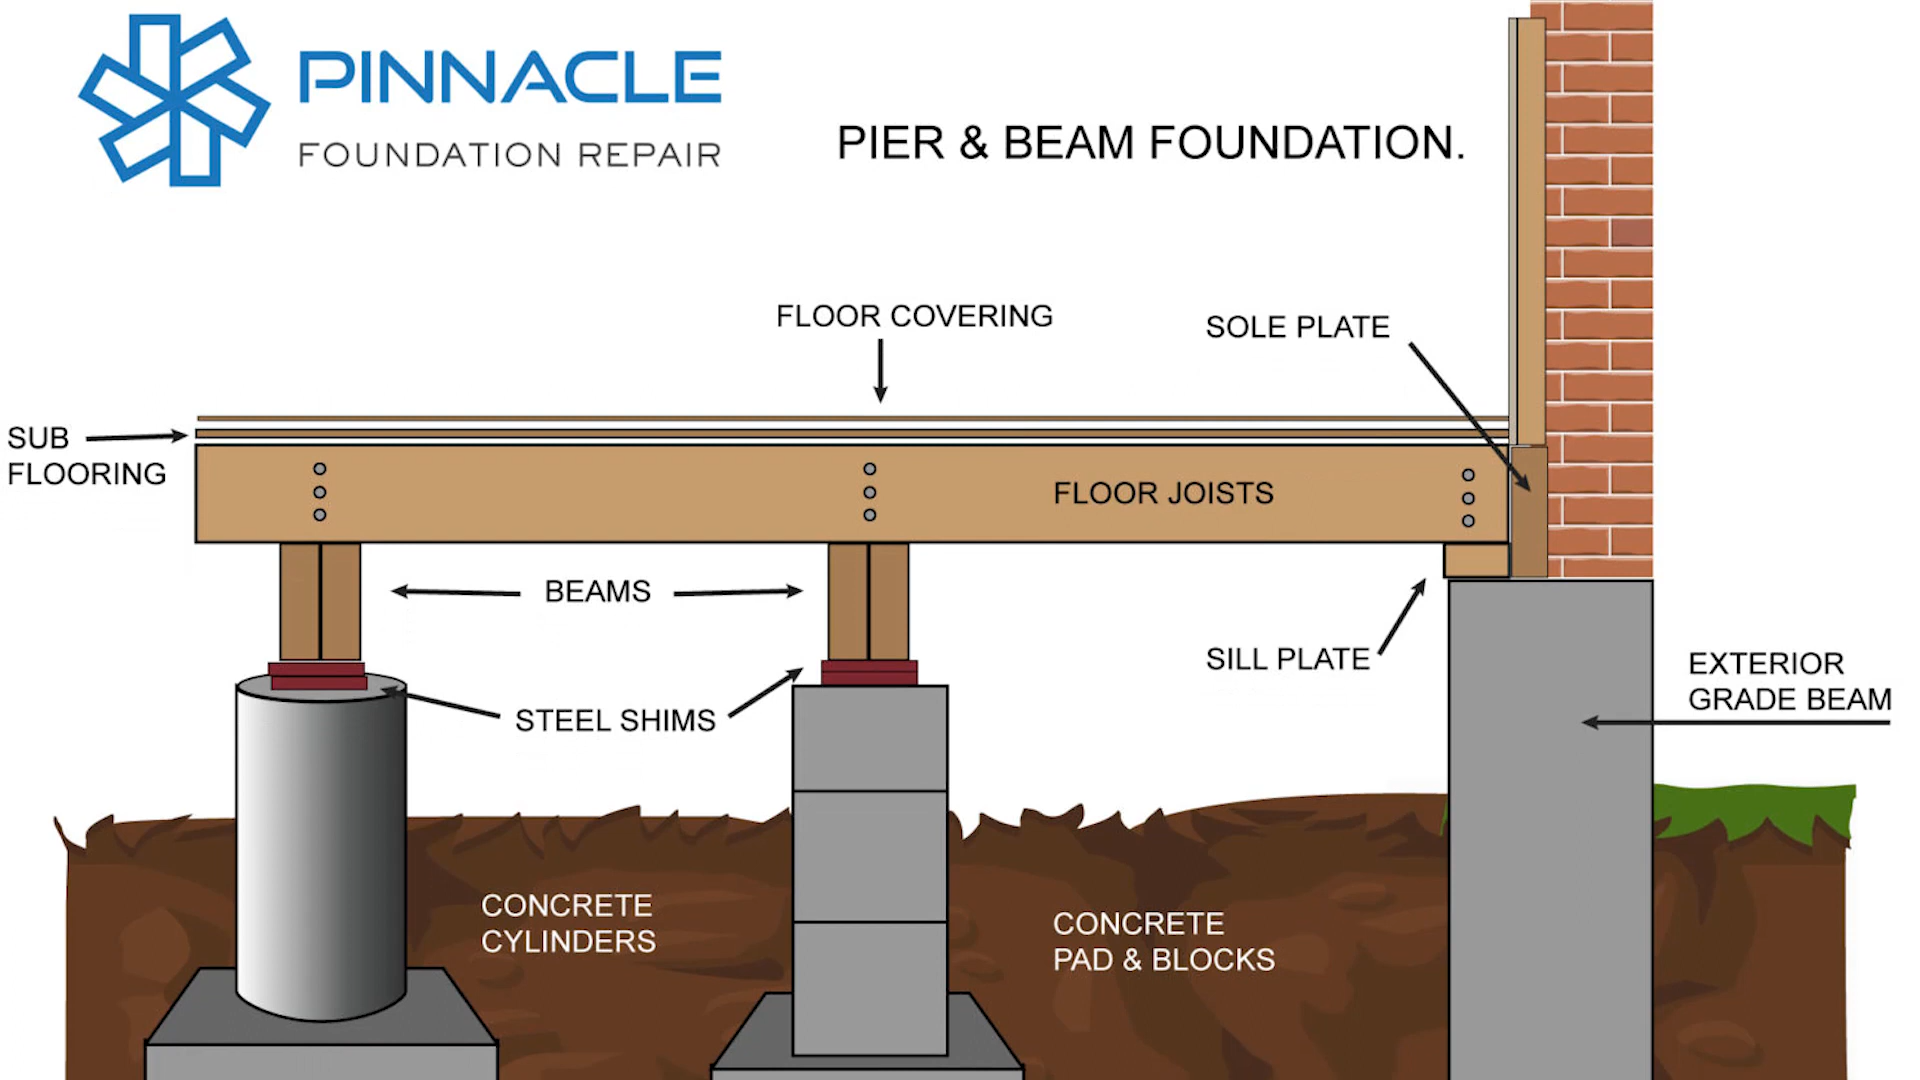 PINNACLE
FOUNDATION REPAIR
PIER & BEAM FOUNDATION.
FLOOR COVERING
SOLE PLATE
SUB
FLOORING
FLOOR JOISTS
BEAMS
SILL PLATE
EXTERIOR
GRADE BEAM
STEEL SHIMS
CONCRETE
CYLINDERS
CONCRETE
PAD & BLOCKS